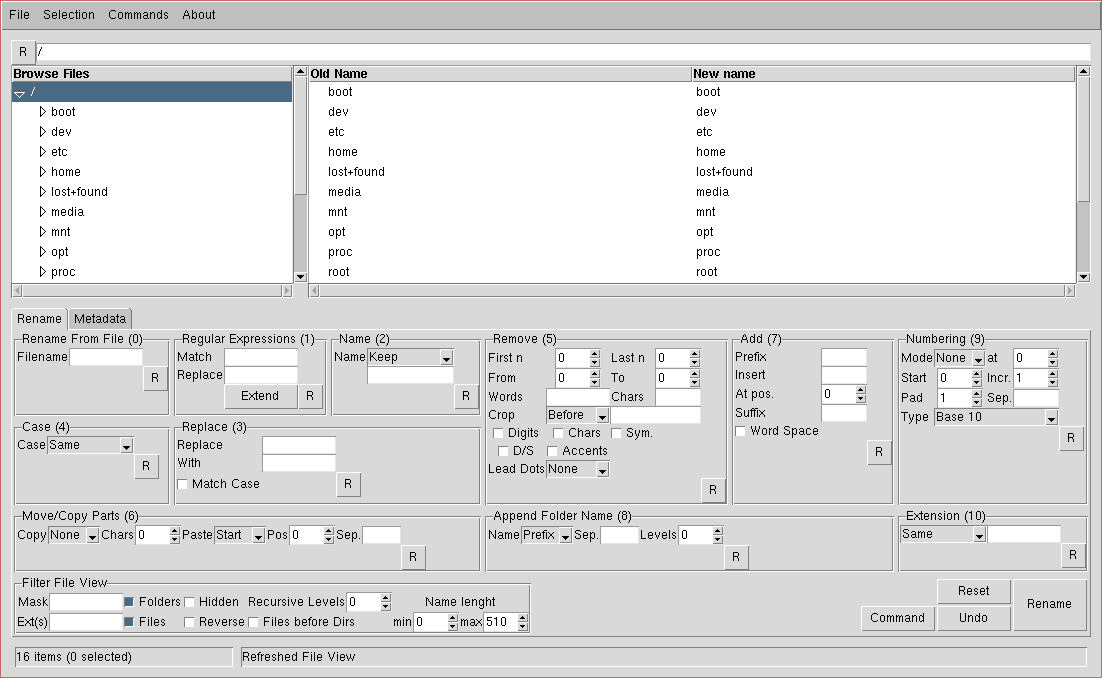 File Selection Commands About
R /
Browse Files Old Name New name
/ boot boot
boot dev dev
dev etc etc
etc home home
home lost+found lost+found
lost+found media media
media mnt mnt
mnt opt opt
opt proc proc
proc root root
Rename Metadata
Rename From File (0)
Filename
R
Regular Expressions (1)
Match
Replace
Extend R
Name (2)
Name Keep
R
Case (4)
Case Same
R
Replace (3)
Replace
With
Match Case R
Remove (5)
First n 0 Last n 0
From 0 To 0
Words Chars
Crop Before
Digits Chars Sym.
D/S Accents
Lead Dots None
R
Add (7)
Prefix
Insert
At pos. 0
Suffix
Word Space
R
Numbering (9)
Mode None at 0
Start 0 Incr. 1
Pad 1 Sep.
Type Base 10
R
Move/Copy Parts (6)
Copy None Chars 0 Paste Start Pos 0 Sep.
R
Append Folder Name (8)
Name Prefix Sep. Levels 0
R
Extension (10)
Same
R
Filter File View
Mask Folders Hidden Recursive Levels 0 Name lenght
Ext(s) Files Reverse Files before Dirs min 0 max 510
Reset
Command Undo Rename
16 items (0 selected) Refreshed File View